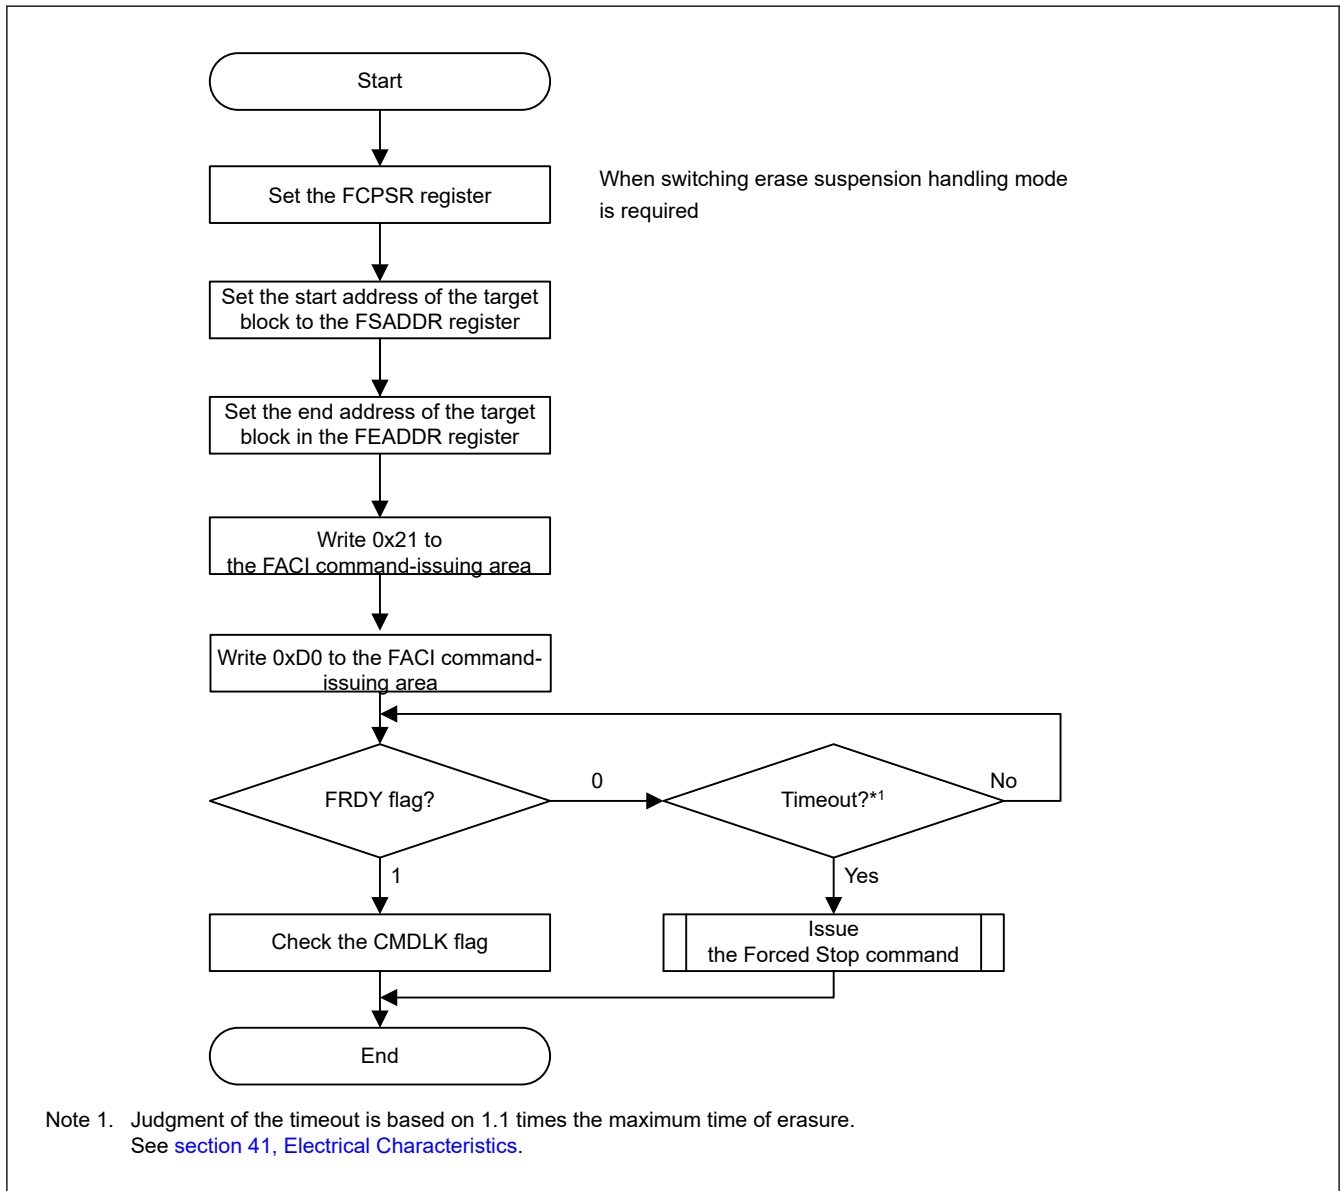 Start
Set the FCPSR register
When switching erase suspension handling mode
is required
Set the start address of the target
block to the FSADDR register
Set the end address of the target
block in the FEADDR register
Write 0x21 to
the FACI command-issuing area
Write 0xD0 to the FACI command-
issuing area
FRDY flag?
0
Timeout?*1
No
1
Yes
Check the CMDLK flag
Issue
the Forced Stop command
End
Note 1. Judgment of the timeout is based on 1.1 times the maximum time of erasure.
See section 41, Electrical Characteristics.